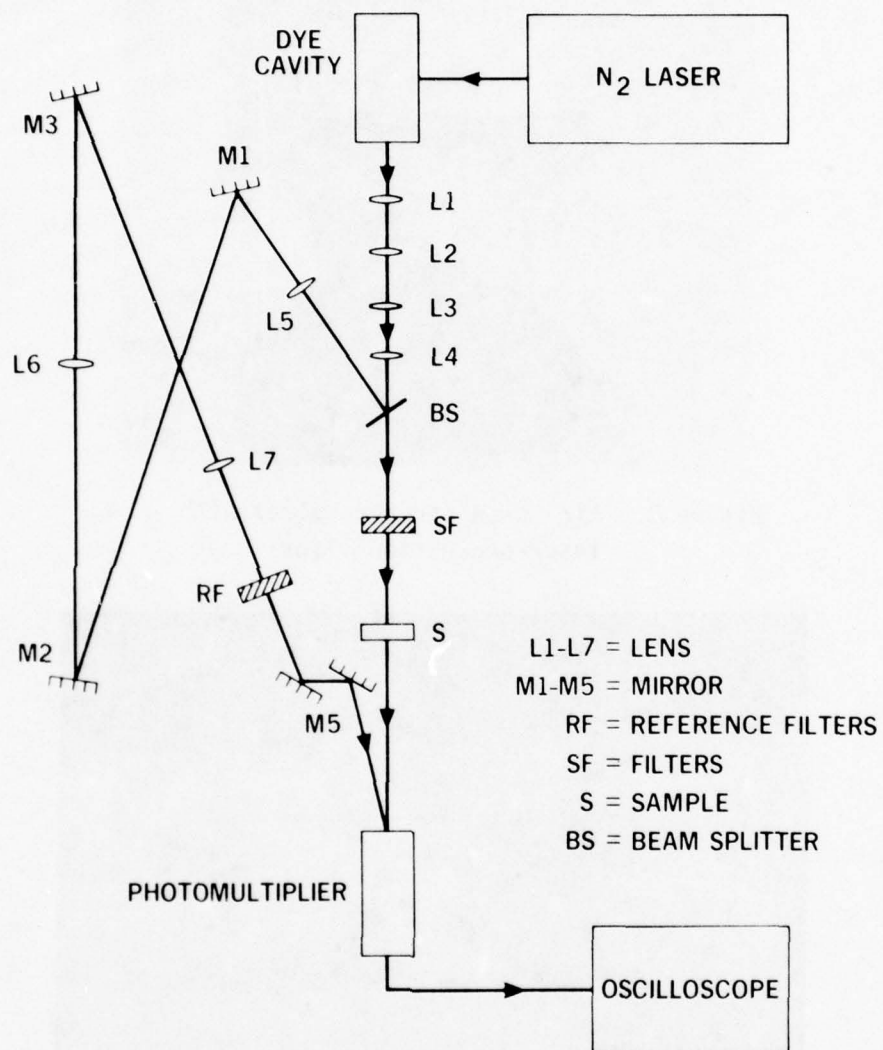 DYE
CAVITY
N2 LASER
M3
M1
L1
L2
L3
L5
L4
L6
BS
L7
SF
RF
S
M2
M5
L1-L7 = LENS
M1-M5 = MIRROR
RF = REFERENCE FILTERS
SF = FILTERS
S = SAMPLE
BS = BEAM SPLITTER
PHOTOMULTIPLIER
OSCILLOSCOPE